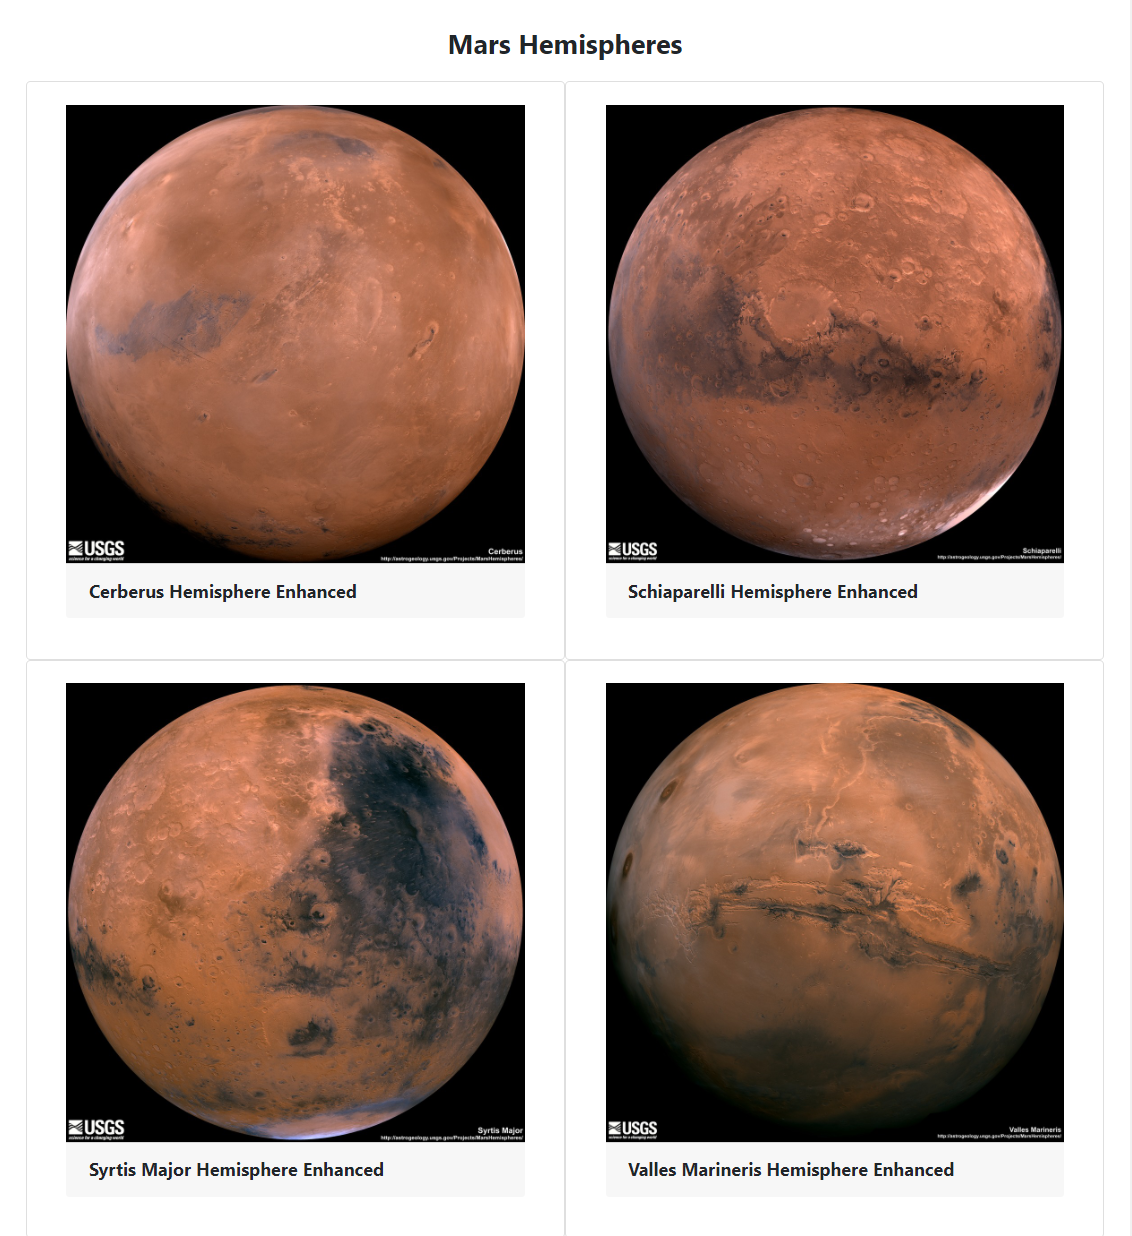 Mars Hemispheres
USGS
science for a changing world
Cerberus
http://astrogeology.usgs.gov/Projects/MarsHemispheres/
Cerberus Hemisphere Enhanced
USGS
science for a changing world
Schiaparelli
http://astrogeology.usgs.gov/Projects/MarsHemispheres/
Schiaparelli Hemisphere Enhanced
USGS
science for a changing world
Syrtis Major
http://astrogeology.usgs.gov/Projects/MarsHemispheres/
Syrtis Major Hemisphere Enhanced
USGS
science for a changing world
Valles Marineris
http://astrogeology.usgs.gov/Projects/MarsHemispheres/
Valles Marineris Hemisphere Enhanced